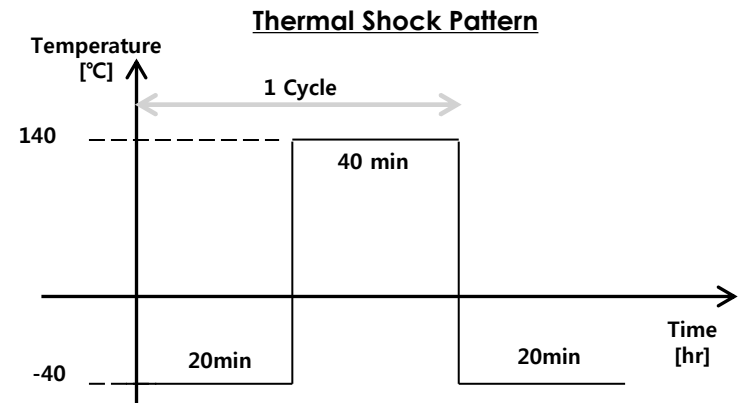 Thermal Shock Pattern
Temperature
[℃]
1 Cycle
140
40 min
Time
[hr]
20min
20min
-40